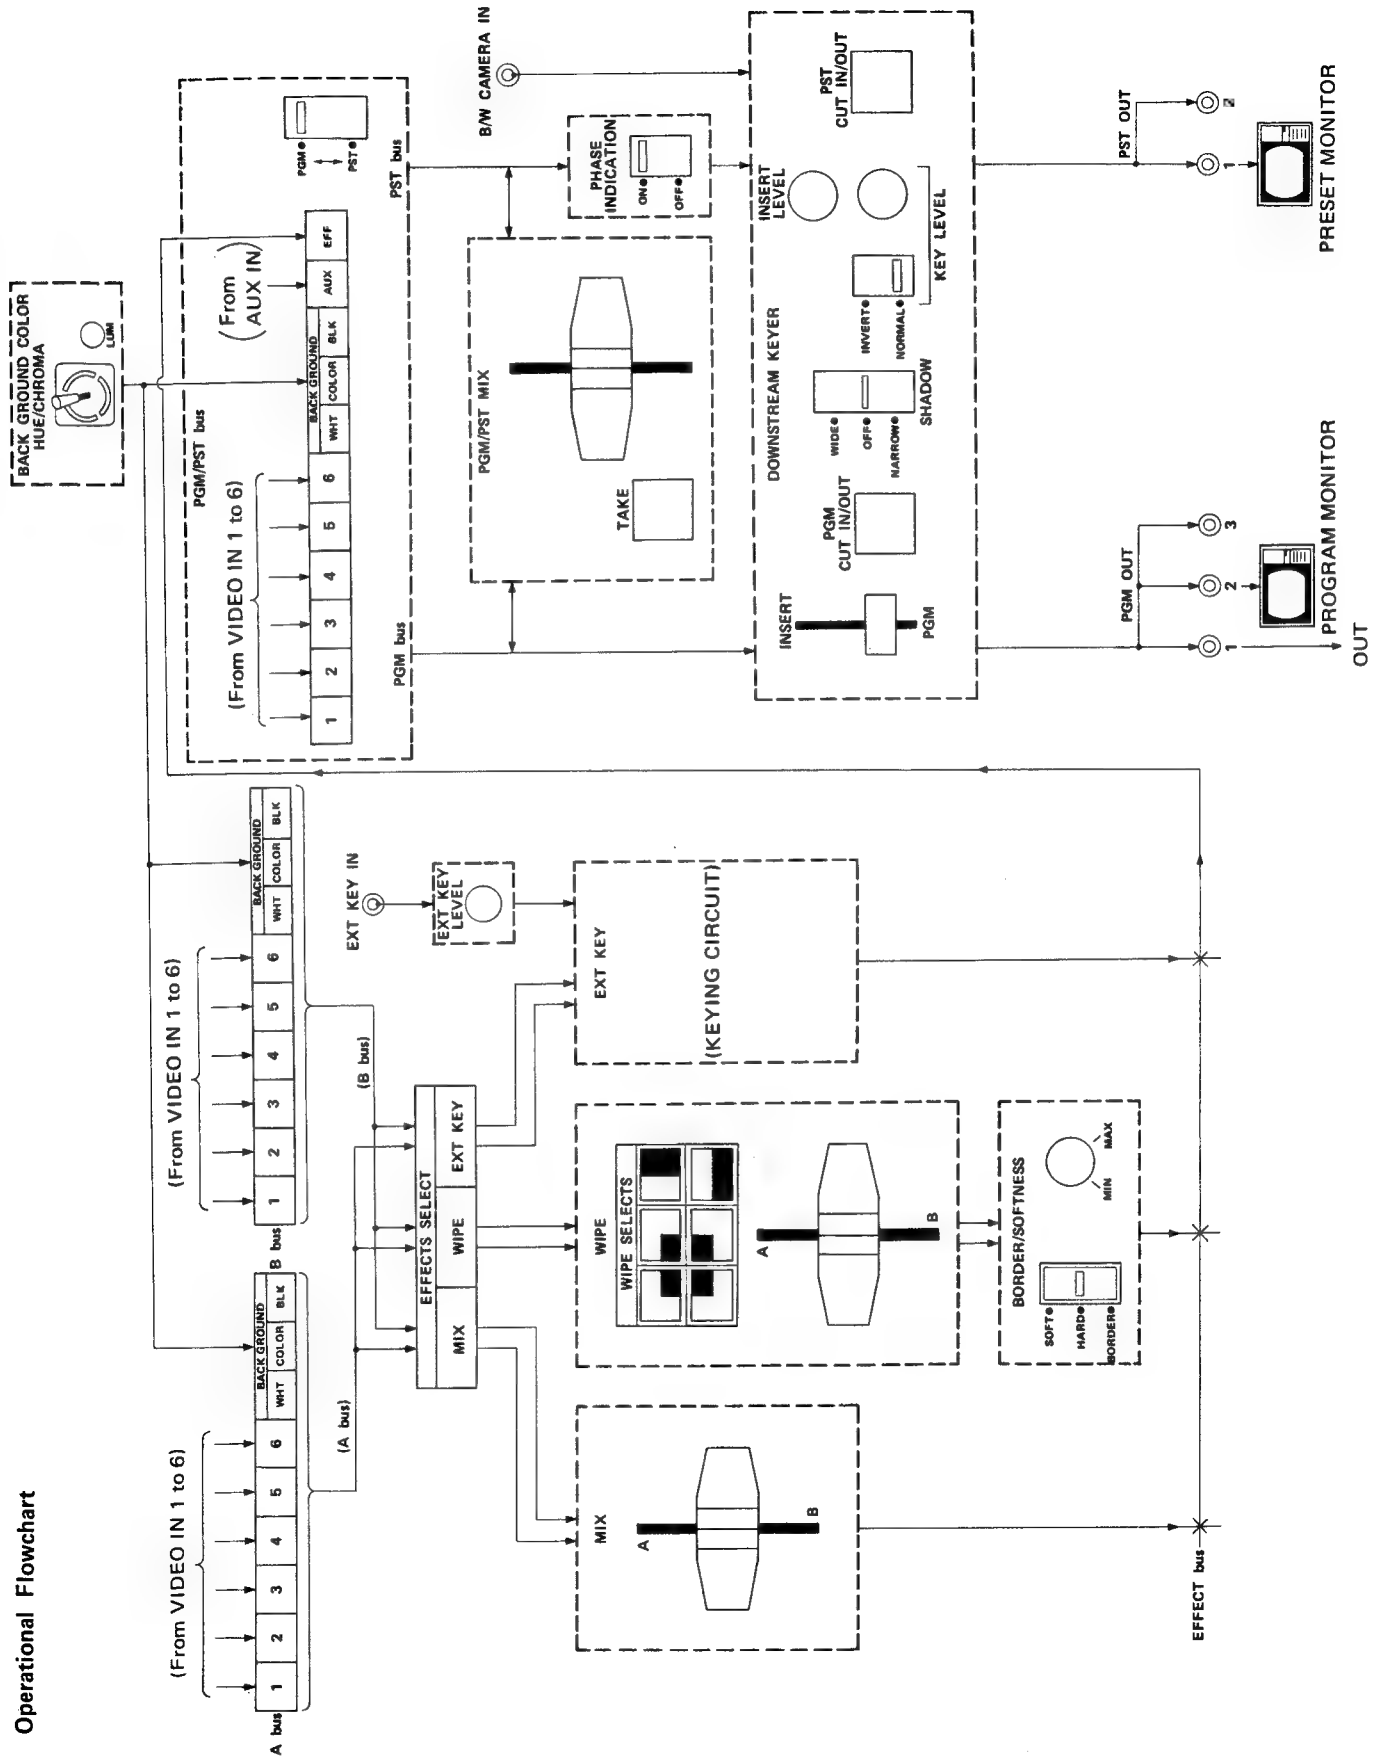 Operational Flowchart
BACK GROUND COLOR
HUE/CHROMA
LUM
A bus
(From VIDEO IN 1 to 6)
1 2 3 4 5 6
BACK GROUND
WHT COLOR BLK
B bus
(From VIDEO IN 1 to 6)
1 2 3 4 5 6
BACK GROUND
WHT COLOR BLK
PGM/PST bus
(From VIDEO IN 1 to 6)
1 2 3 4 5 6
BACK GROUND
WHT COLOR BLK
AUX EFF
(From
AUX IN)
PGM
PST
(A bus)
(B bus)
EXT KEY IN
EXT KEY
LEVEL
EFFECTS SELECT
MIX WIPE EXT KEY
MIX
A
B
WIPE
WIPE SELECTS
A
B
EXT KEY
(KEYING CIRCUIT)
BORDER/SOFTNESS
SOFT
HARD
BORDER
MIN MAX
EFFECT bus
PGM bus
PST bus
PGM/PST MIX
TAKE
PHASE
INDICATION
ON
OFF
B/W CAMERA IN
DOWNSTREAM KEYER
INSERT
PGM
PGM
CUT IN/OUT
WIDE
OFF
NARROW
SHADOW
INVERT
NORMAL
KEY LEVEL
INSERT
LEVEL
PST
CUT IN/OUT
PGM OUT
1 2 3
OUT
PROGRAM MONITOR
PST OUT
1 2
PRESET MONITOR